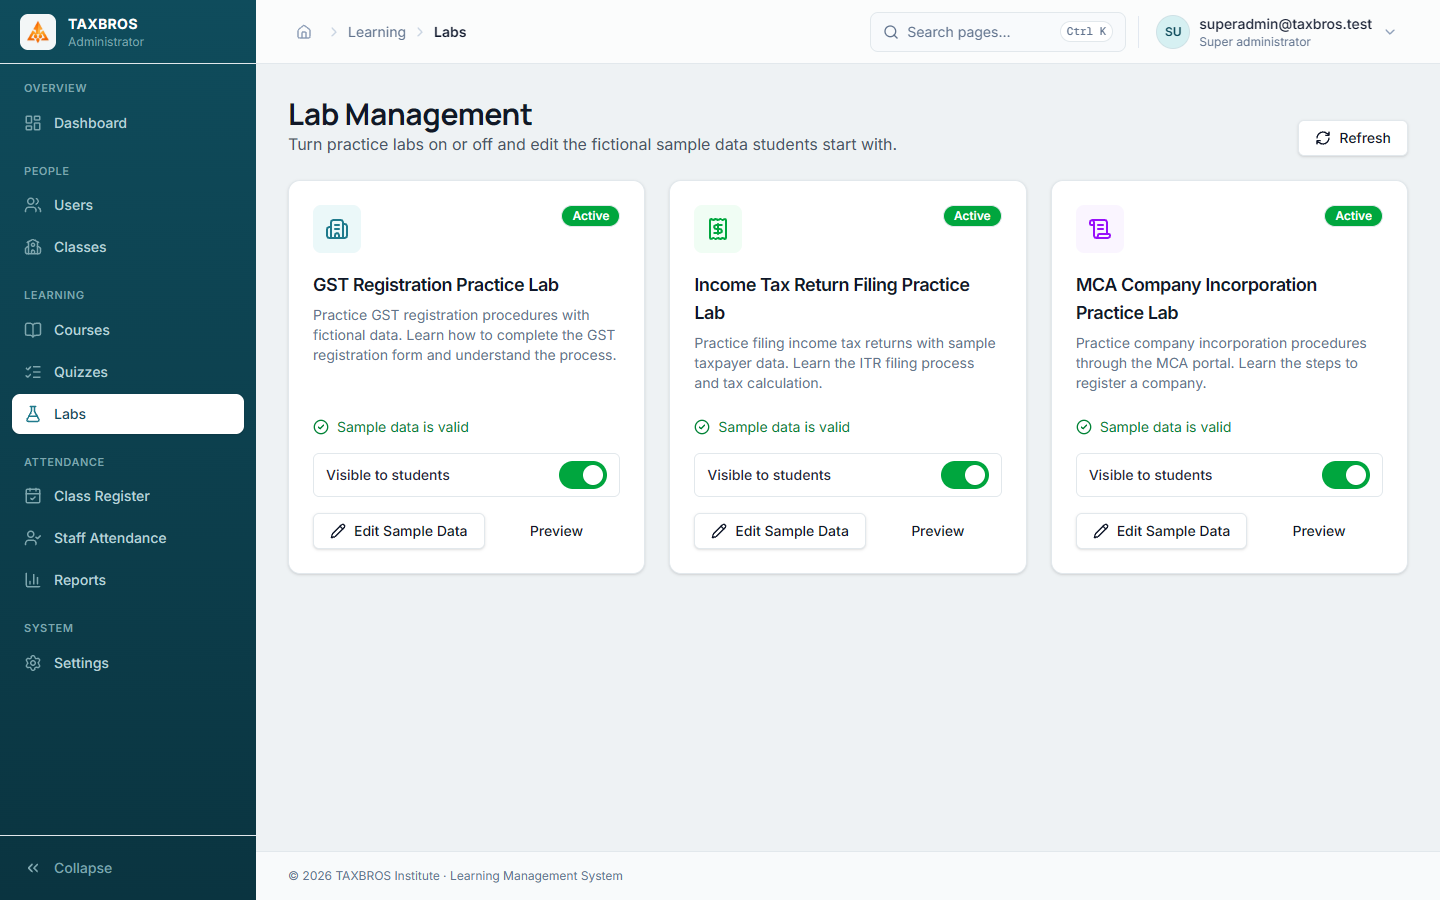 TAXBROS
Administrator
OVERVIEW
Dashboard
PEOPLE
Users
Classes
LEARNING
Courses
Quizzes
Labs
ATTENDANCE
Class Register
Staff Attendance
Reports
SYSTEM
Settings
Collapse
Learning
Labs
Search pages...
Ctrl K
SU
superadmin@taxbros.test
Super administrator
Lab Management
Turn practice labs on or off and edit the fictional sample data students start with.
Refresh
Active
GST Registration Practice Lab
Practice GST registration procedures with
fictional data. Learn how to complete the GST
registration form and understand the process.
Sample data is valid
Visible to students
Edit Sample Data
Preview
Active
Income Tax Return Filing Practice
Lab
Practice filing income tax returns with sample
taxpayer data. Learn the ITR filing process
and tax calculation.
Sample data is valid
Visible to students
Edit Sample Data
Preview
Active
MCA Company Incorporation
Practice Lab
Practice company incorporation procedures
through the MCA portal. Learn the steps to
register a company.
Sample data is valid
Visible to students
Edit Sample Data
Preview
© 2026 TAXBROS Institute · Learning Management System